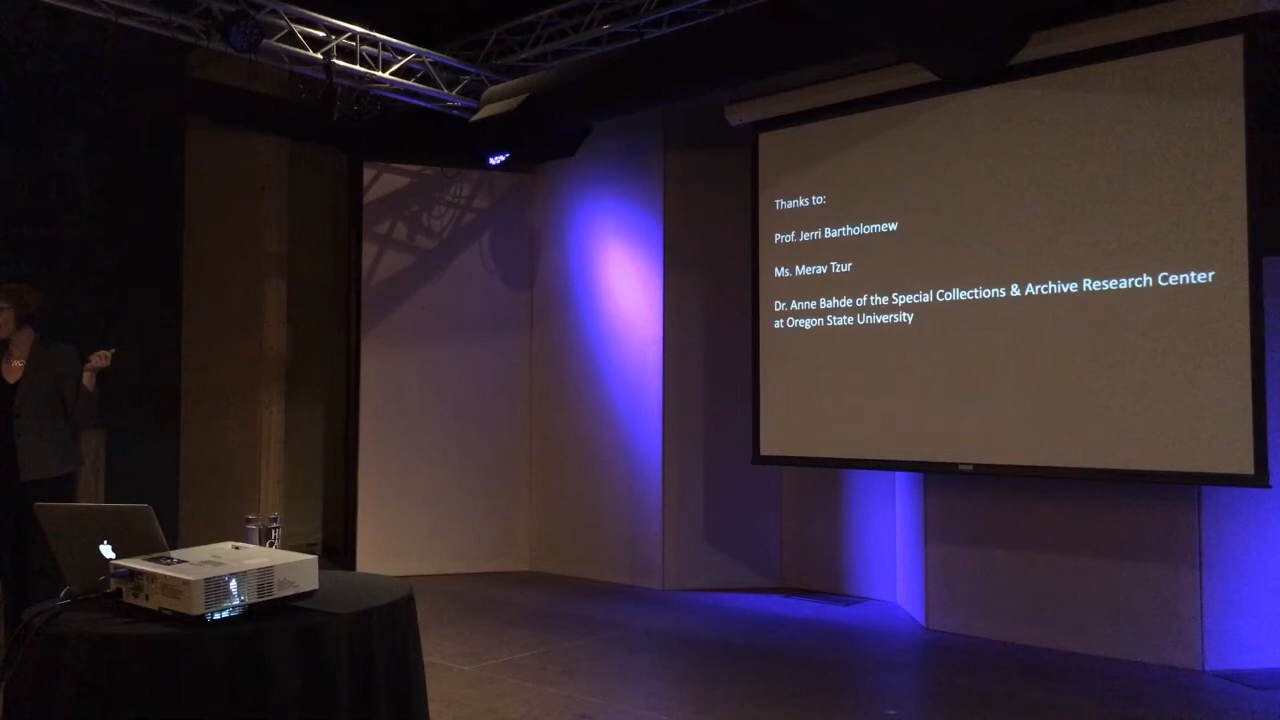 Thanks to:
Prof. Jerri Bartholomew
Ms. Merav Tzur
Dr. Anne Bahde of the Special Collections & Archive Research Center
at Oregon State University